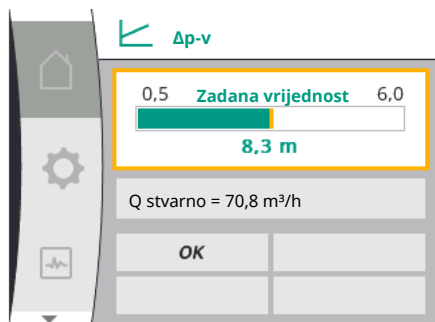 Δp-v
0,5 Zadana vrijednost 6,0
8,3 m
Q stvarno = 70,8 m³/h
OK